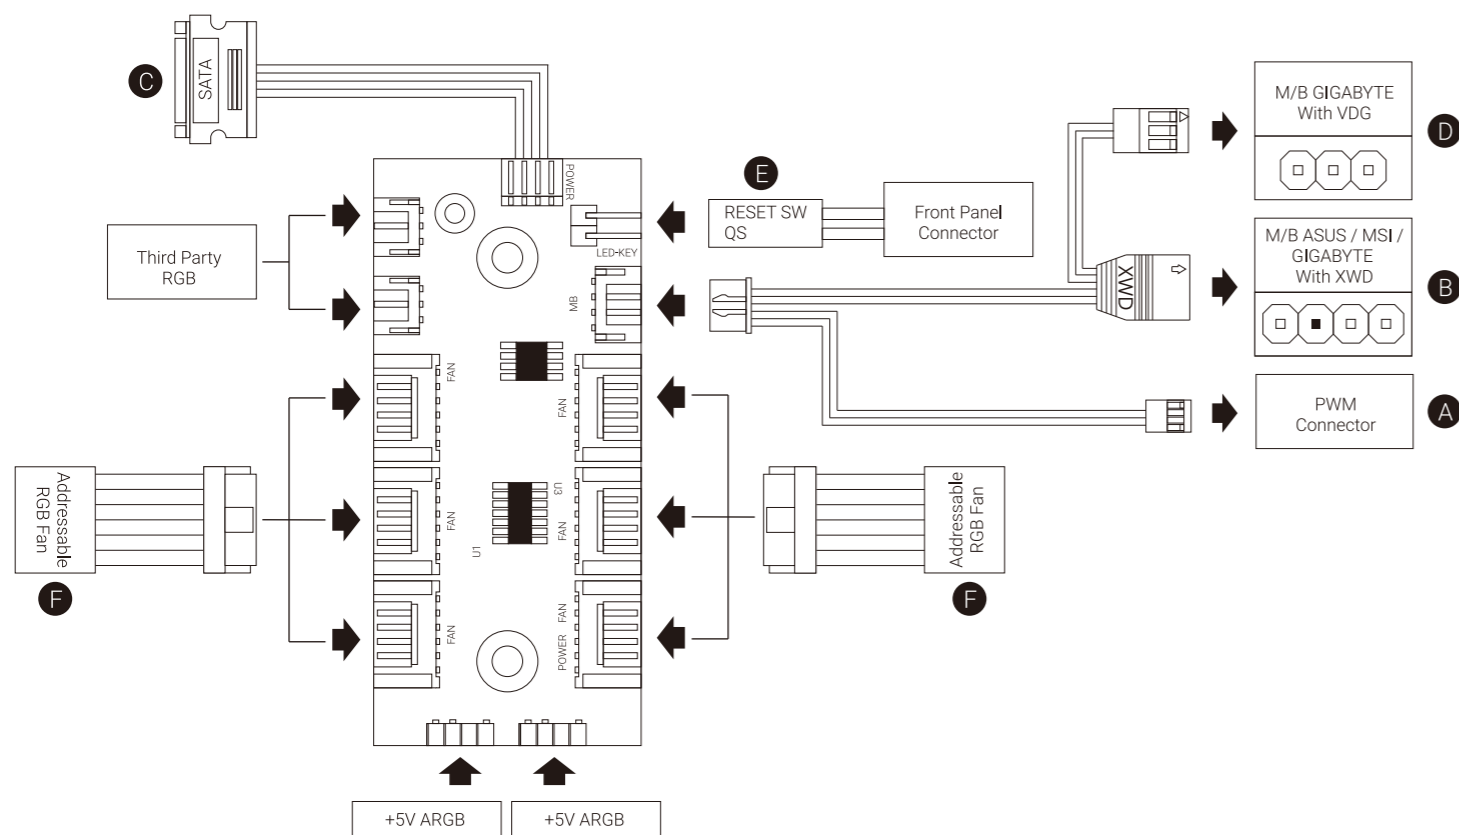 C
SATA
POWER
E
RESET SW
QS
Front Panel
Connector
M/B GIGABYTE
With VDG
D
Third Party
RGB
LED-KEY
MB
XWD
M/B ASUS / MSI /
GIGABYTE
With XWD
B
FAN
FAN
PWM
Connector
A
Addressable
RGB Fan
F
FAN
U1
U3
FAN
Addressable
RGB Fan
F
FAN
FAN
POWER
+5V ARGB
+5V ARGB